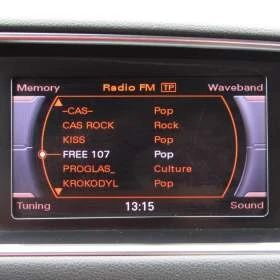 Memory Radio FM TP Waveband
-CAS- Pop
CAS ROCK Rock
KISS Pop
FREE 107 Pop
PROGLAS_ Culture
KROKODYL Pop
Tuning 13:15 Sound